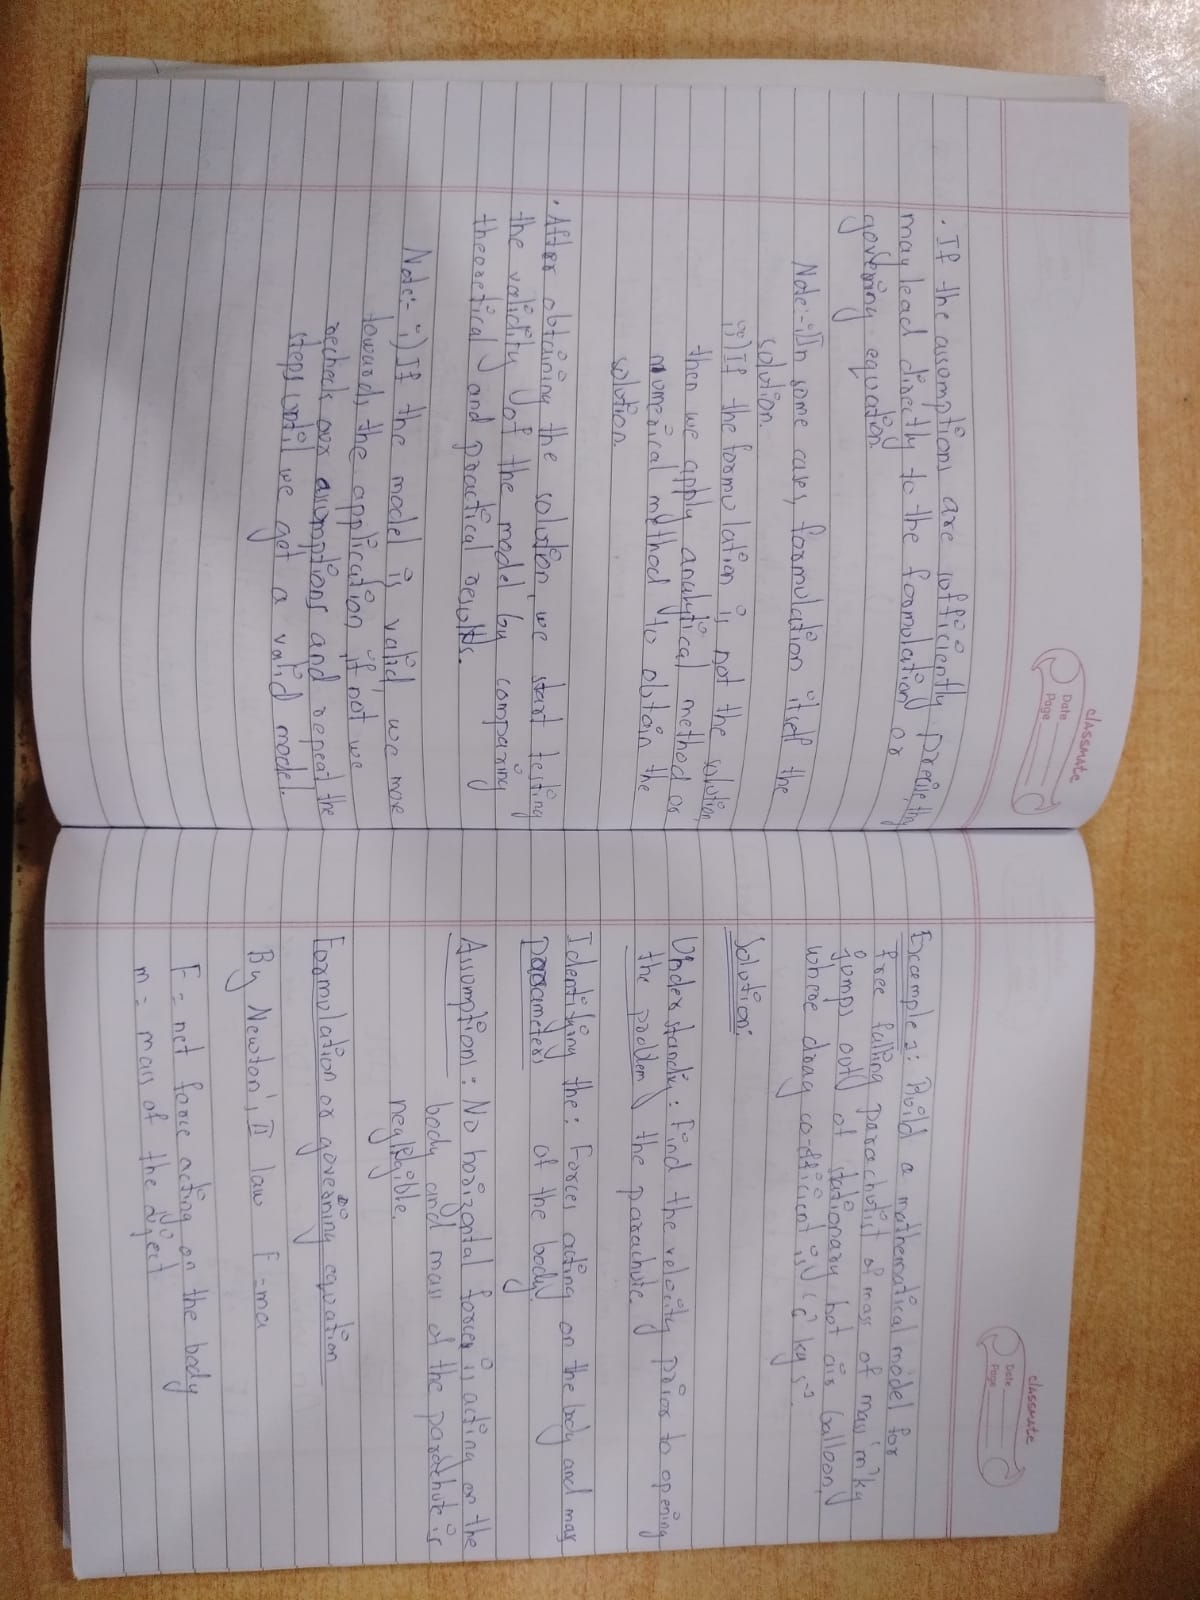 classmate
Date
Page
. If the assumptions are sufficiently precise, they
may lead directly to the formulation or
governing equation.
Note:- i) In some cases, formulation itself the
solution.
ii) If the formulation is not the solution,
then we apply analytical method or
numerical method to obtain the
solution.
. After obtaining the solution, we start testing
the validity of the model by comparing
theoretical and practical results.
Note:- i) If the model is valid, we move
towards the application, if not we
recheck our assumptions and repeat the
steps until we get a valid model.
classmate
Date
Page
Example 2: Build a mathematical model for
free falling parachutist of mass of mass 'm' kg
jumps out of stationary hot air balloon,
where drag co-efficient is 'c' kg s⁻¹.
Solution:
Understanding : Find the velocity prior to opening
the problem the parachute.
Identifying the : Forces acting on the body and mass
parameters of the body.
Assumptions : No horizontal forces is acting on the
body and mass of the parachute is
negligible.
Formulation or governing equation
By Newton's II law F = ma
F = net force acting on the body
m = mass of the object